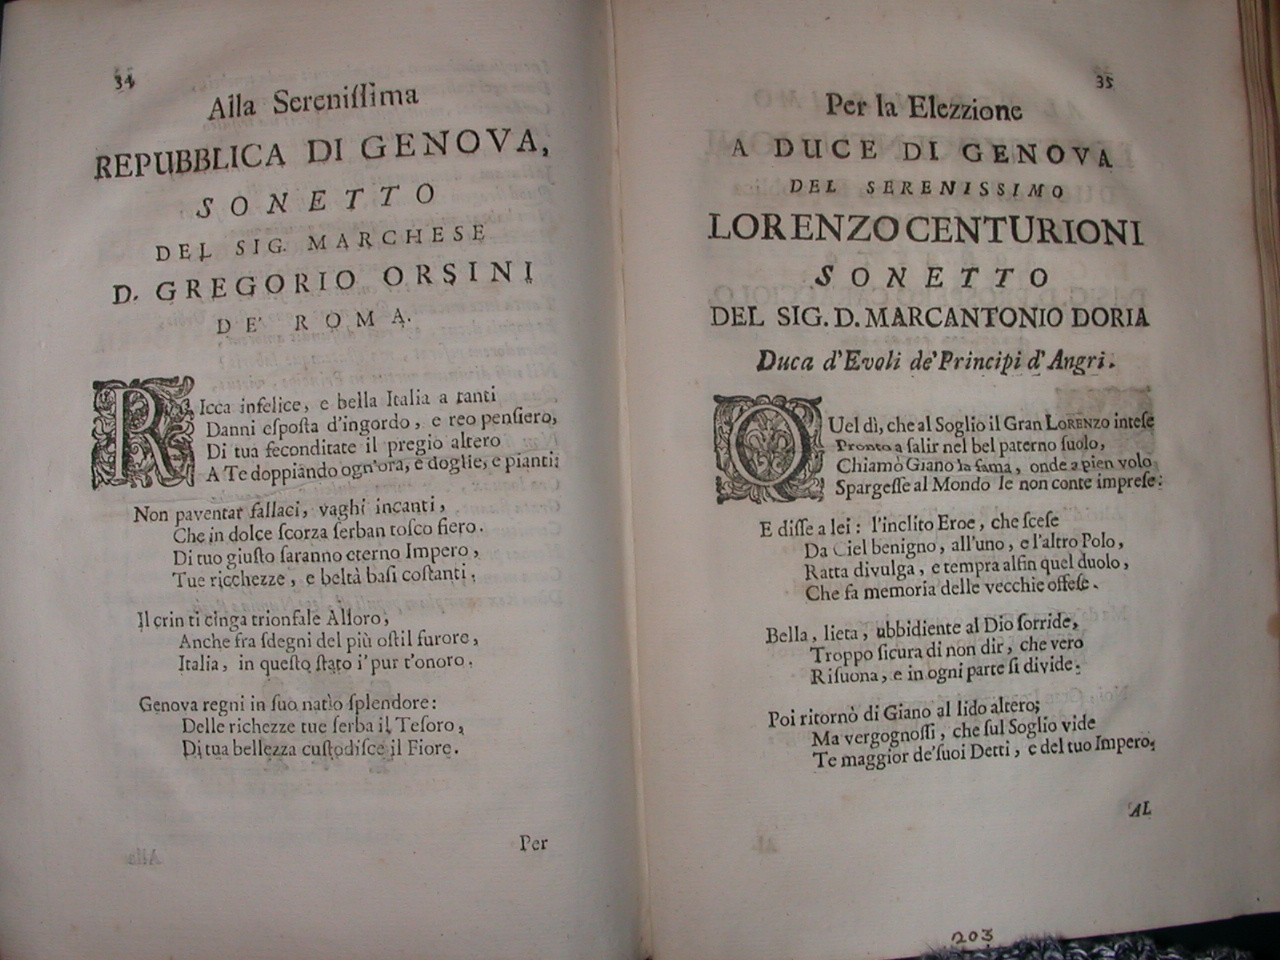 34
Alla Sereniſſima
REPUBBLICA DI GENOVA,
SONETTO
DEL SIG. MARCHESE
D. GREGORIO ORSINI
DE' ROMA.
RIcca infelice, e bella Italia a tanti
Danni eſpoſta d'ingordo, e reo penſiero,
Di tua feconditate il pregio altero
A Te doppiando ogn'ora, e doglie, e pianti;
Non paventar fallaci, vaghi incanti,
Che in dolce ſcorza ſerban toſco fiero.
Di tuo giuſto ſaranno eterno Impero,
Tue ricchezze, e beltà baſi coſtanti.
Il crin ti cinga trionfale Alloro,
Anche fra ſdegni del più oſtil furore,
Italia, in queſto ſtato i' pur t'onoro.
Genova regni in ſuo natìo ſplendore:
Delle richezze tue ſerba il Teſoro,
Di tua bellezza cuſtodiſce il Fiore.
Per
35
Per la Elezzione
A DUCE DI GENOVA
DEL SERENISSIMO
LORENZO CENTURIONI
SONETTO
DEL SIG. D. MARCANTONIO DORIA
Duca d'Evoli de' Principi d'Angri.
QUel dì, che al Soglio il Gran LORENZO inteſe
Pronto a ſalir nel bel paterno ſuolo,
Chiamò Giano la fama, onde a pien volo
Spargeſſe al Mondo le non conte impreſe:
E diſſe a lei: l'inclito Eroe, che ſceſe
Da Ciel benigno, all'uno, e l'altro Polo,
Ratta divulga, e tempra alfin quel duolo,
Che fa memoria delle vecchie offeſe.
Bella, lieta, ubbidiente al Dio ſorride,
Troppo ſicura di non dir, che vero
Riſuona, e in ogni parte ſi divide:
Poi ritornò di Giano al lido altero;
Ma vergognoſſi, che ſul Soglio vide
Te maggior de' ſuoi Detti, e del tuo Impero.
AL
203